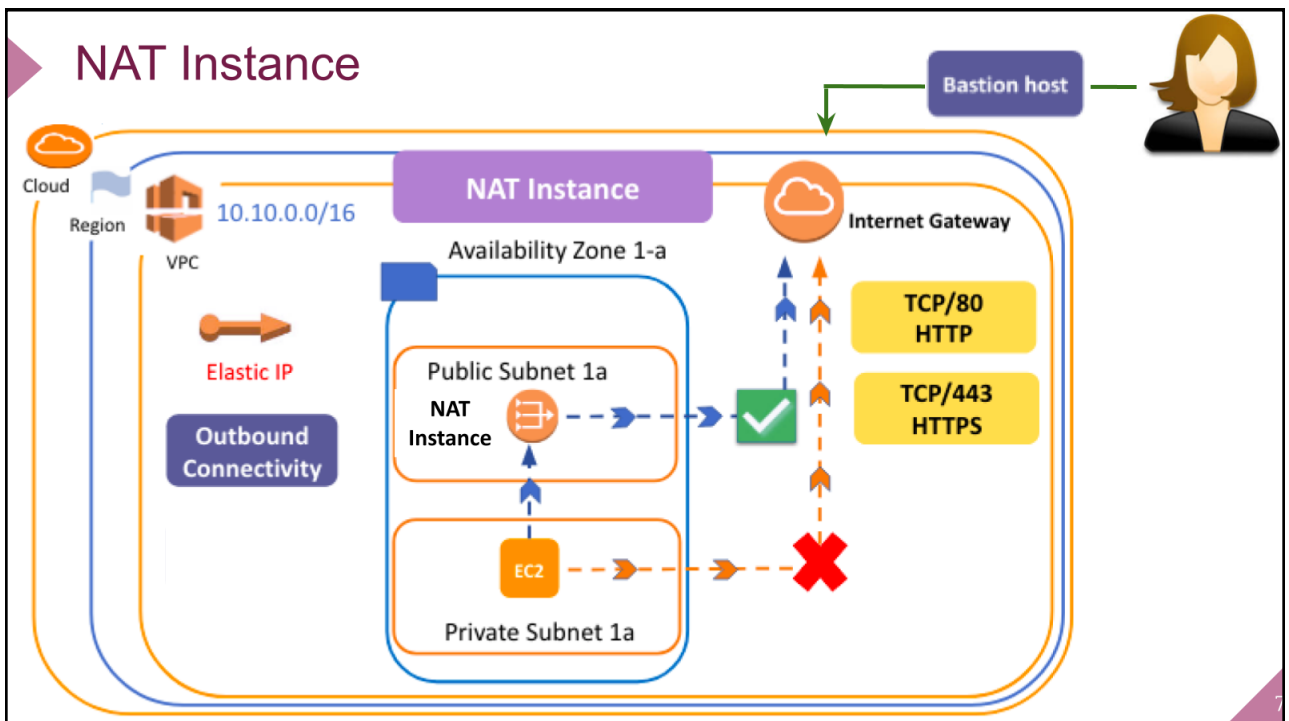 NAT Instance
Bastion host
Cloud
Region
VPC
10.10.0.0/16
NAT Instance
Internet Gateway
Availability Zone 1-a
TCP/80
HTTP
TCP/443
HTTPS
Elastic IP
Outbound
Connectivity
Public Subnet 1a
NAT
Instance
EC2
Private Subnet 1a
7